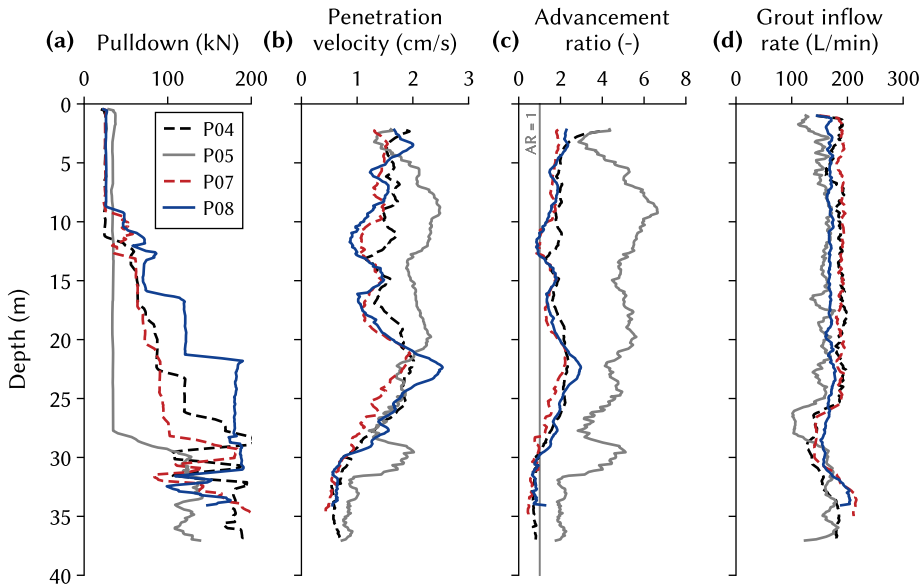 (a) Pulldown (kN)
0 100 200
(b) Penetration
velocity (cm/s)
0 1 2 3
(c) Advancement
ratio (-)
0 2 4 6 8
(d) Grout inflow
rate (L/min)
0 100 200 300
Depth (m)
0
5
10
15
20
25
30
35
40
P04
P05
P07
P08
AR = 1